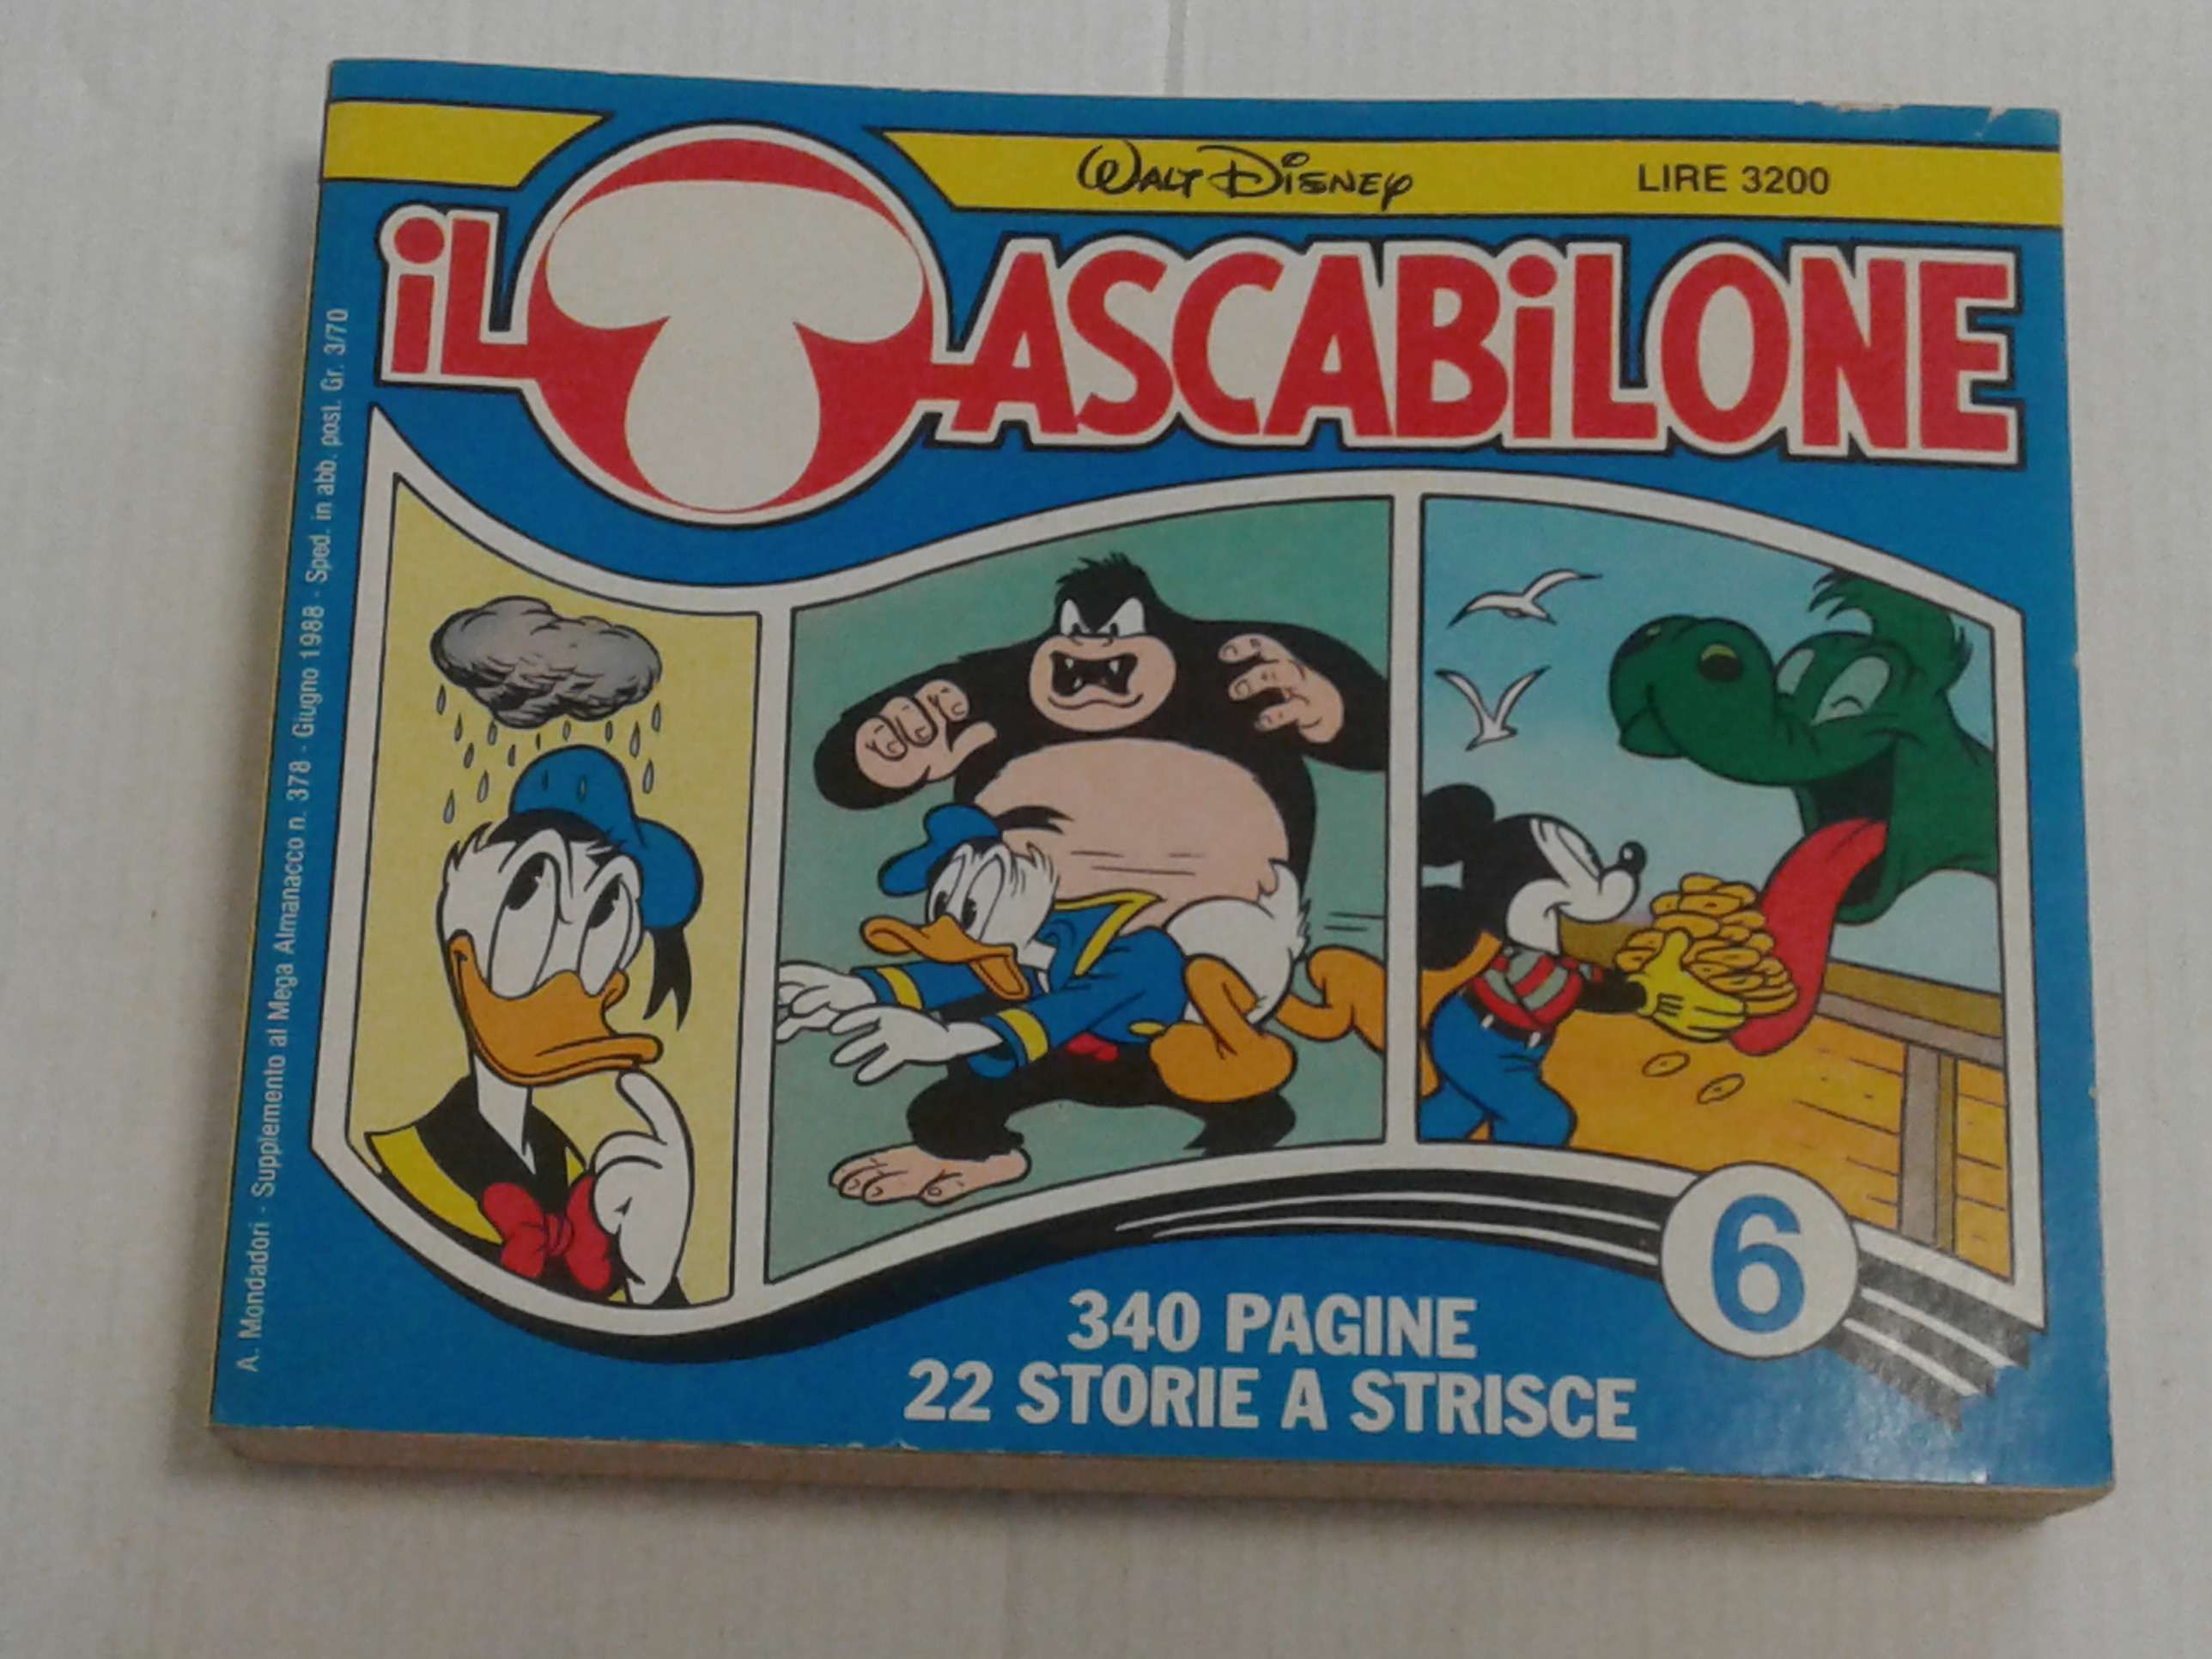 WALT DISNEY
LIRE 3200
iL TASCABiLONE
A. Mondadori - Supplemento al Mega Almanacco n. 378 - Giugno 1988 - Sped. in abb. post. Gr. 3/70
6
340 PAGINE
22 STORIE A STRISCE